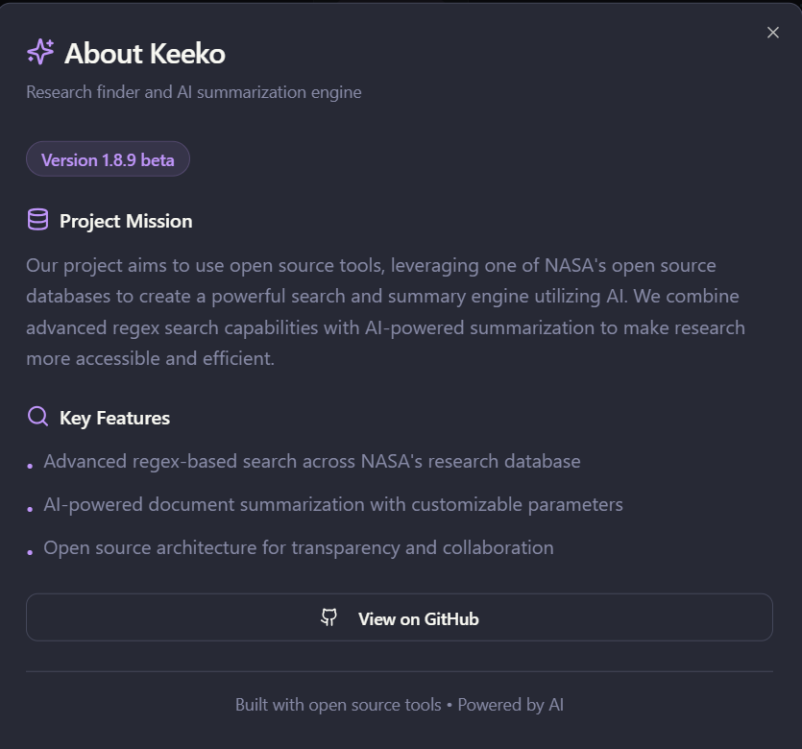 About Keeko
Research finder and AI summarization engine
Version 1.8.9 beta
Project Mission
Our project aims to use open source tools, leveraging one of NASA's open source
databases to create a powerful search and summary engine utilizing AI. We combine
advanced regex search capabilities with AI-powered summarization to make research
more accessible and efficient.
Key Features
• Advanced regex-based search across NASA's research database
• AI-powered document summarization with customizable parameters
• Open source architecture for transparency and collaboration
View on GitHub
Built with open source tools • Powered by AI